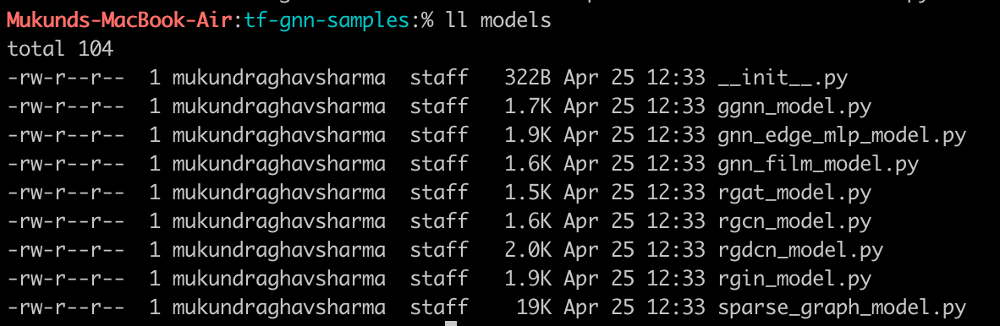 Mukunds-MacBook-Air:tf-gnn-samples:% ll models
total 104
-rw-r--r--  1 mukundraghavsharma  staff   322B Apr 25 12:33 __init__.py
-rw-r--r--  1 mukundraghavsharma  staff   1.7K Apr 25 12:33 ggnn_model.py
-rw-r--r--  1 mukundraghavsharma  staff   1.9K Apr 25 12:33 gnn_edge_mlp_model.py
-rw-r--r--  1 mukundraghavsharma  staff   1.6K Apr 25 12:33 gnn_film_model.py
-rw-r--r--  1 mukundraghavsharma  staff   1.5K Apr 25 12:33 rgat_model.py
-rw-r--r--  1 mukundraghavsharma  staff   1.6K Apr 25 12:33 rgcn_model.py
-rw-r--r--  1 mukundraghavsharma  staff   2.0K Apr 25 12:33 rgdcn_model.py
-rw-r--r--  1 mukundraghavsharma  staff   1.9K Apr 25 12:33 rgin_model.py
-rw-r--r--  1 mukundraghavsharma  staff    19K Apr 25 12:33 sparse_graph_model.py